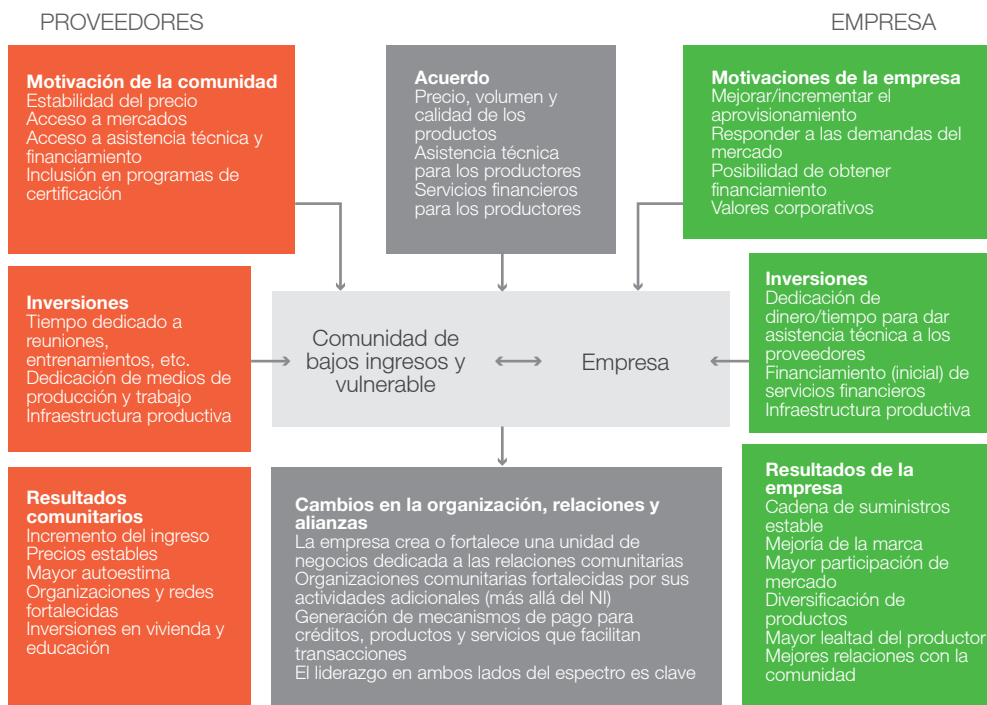 PROVEEDORES
EMPRESA
Motivación de la comunidad
Estabilidad del precio
Acceso a mercados
Acceso a asistencia técnica y
financiamiento
Inclusión en programas de
certificación
Acuerdo
Precio, volumen y
calidad de los
productos
Asistencia técnica
para los productores
Servicios financieros
para los productores
Motivaciones de la empresa
Mejorar/incrementar el
aprovisionamiento
Responder a las demandas del
mercado
Posibilidad de obtener
financiamiento
Valores corporativos
Inversiones
Tiempo dedicado a
reuniones,
entrenamientos, etc.
Dedicación de medios de
producción y trabajo
Infraestructura productiva
Comunidad de
bajos ingresos y
vulnerable
Empresa
Inversiones
Dedicación de
dinero/tiempo para dar
asistencia técnica a los
proveedores
Financiamiento (inicial) de
servicios financieros
Infraestructura productiva
Resultados
comunitarios
Incremento del ingreso
Precios estables
Mayor autoestima
Organizaciones y redes
fortalecidas
Inversiones en vivienda y
educación
Cambios en la organización, relaciones y
alianzas
La empresa crea o fortalece una unidad de
negocios dedicada a las relaciones comunitarias
Organizaciones comunitarias fortalecidas por sus
actividades adicionales (más allá del NI)
Generación de mecanismos de pago para
créditos, productos y servicios que facilitan
transacciones
El liderazgo en ambos lados del espectro es clave
Resultados de la
empresa
Cadena de suministros
estable
Mejoría de la marca
Mayor participación de
mercado
Diversificación de
productos
Mayor lealtad del productor
Mejores relaciones con la
comunidad